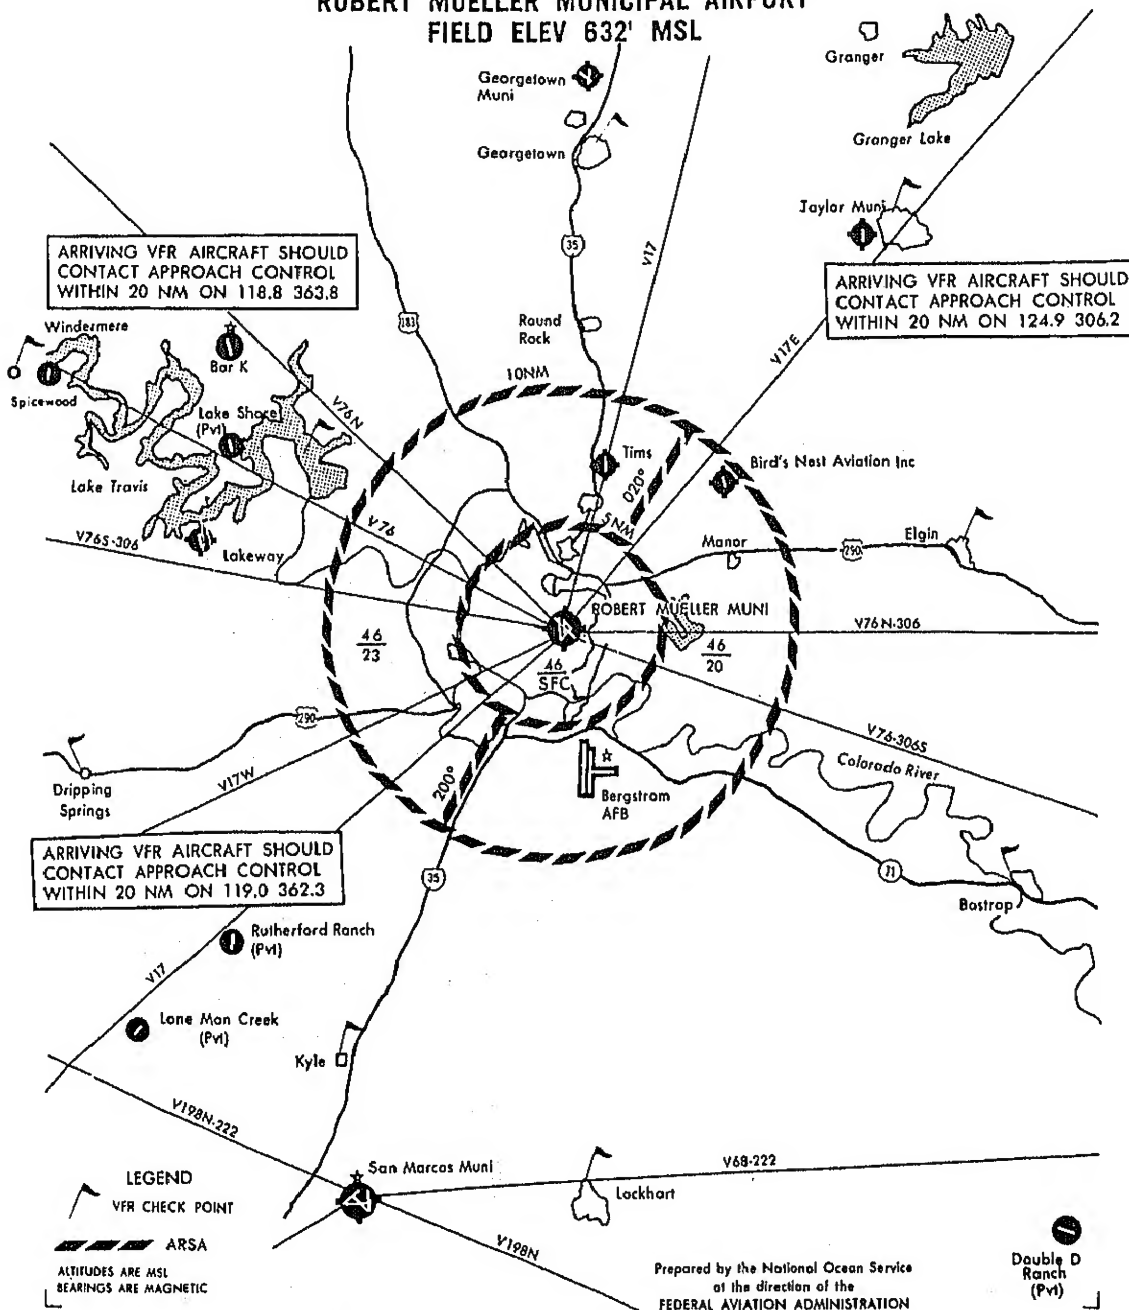 ROBERT MUELLER MUNICIPAL AIRPORT
FIELD ELEV 632' MSL
Georgetown
Muni
Georgetown
Granger
Granger Lake
Taylor Muni
ARRIVING VFR AIRCRAFT SHOULD
CONTACT APPROACH CONTROL
WITHIN 20 NM ON 118.8 363.8
ARRIVING VFR AIRCRAFT SHOULD
CONTACT APPROACH CONTROL
WITHIN 20 NM ON 124.9 306.2
35
V17
183
Round
Rock
V17E
Windermere
Bar K
Spicewood
V76N
10NM
Lake Shore
(Pvt)
Lake Travis
Tims
Bird's Nest Aviation Inc
020°
5NM
V76
V76S-306
Lakeway
Manor
290
Elgin
ROBERT MUELLER MUNI
V76N-306
46
23
46
SFC
46
20
290
V76-306S
Colorado River
Dripping
Springs
V17W
200°
Bergstrom
AFB
ARRIVING VFR AIRCRAFT SHOULD
CONTACT APPROACH CONTROL
WITHIN 20 NM ON 119.0 362.3
35
71
Bastrop
Rutherford Ranch
(Pvt)
V17
Lone Man Creek
(Pvt)
Kyle
V198N-222
San Marcos Muni
V68-222
Lockhart
V198N
LEGEND
VFR CHECK POINT
ARSA
ALTITUDES ARE MSL
BEARINGS ARE MAGNETIC
Prepared by the National Ocean Service
at the direction of the
FEDERAL AVIATION ADMINISTRATION
Double D
Ranch
(Pvt)